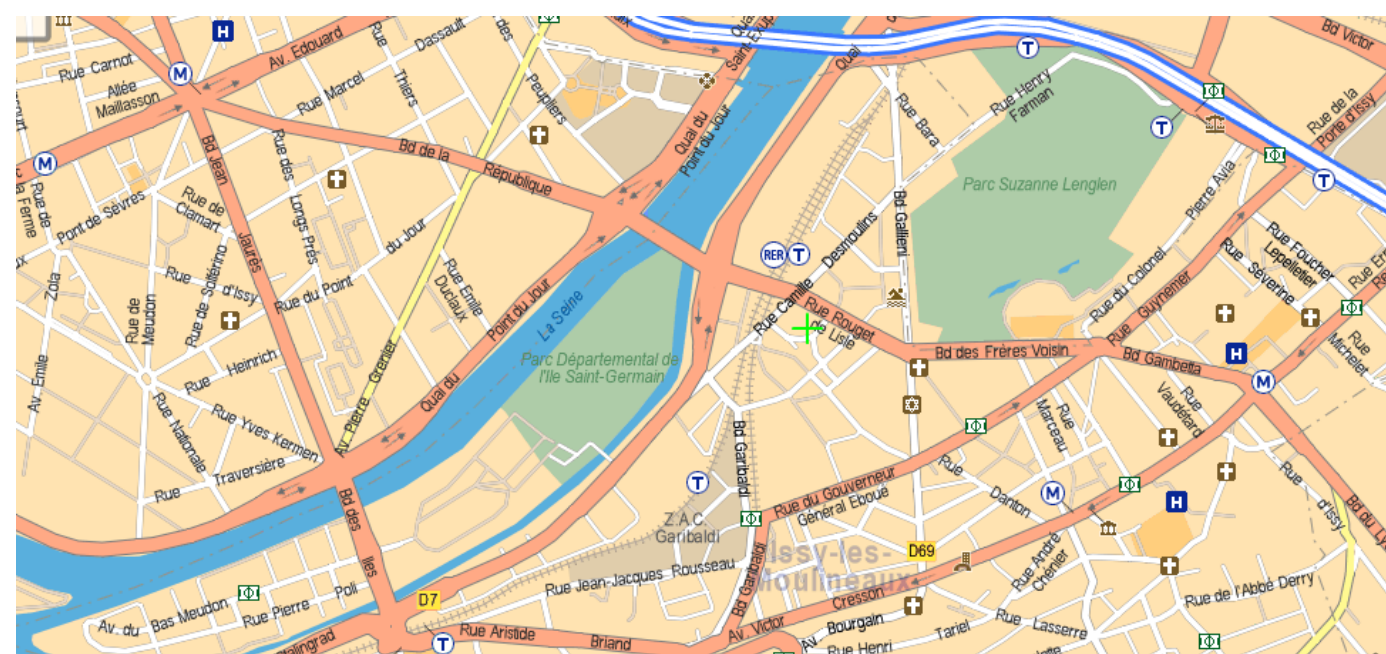 Bd Victor
H
Rue Carnot
M
Allée
Maillasson
Av. Edouard
Rue
Thiers
Dassault
Rue Marcel
des
Peupliers
Quai du
Point du Jour
Quai
T
Rue Henry
Farman
Rue Bara
T
Rue de la
Porte d'Issy
T
M
Bd Jean
Jaurès
Rue des
Longs Prés
Bd de la
République
Parc Suzanne Lenglen
Pierre Avia
Rue du Colonel
Bd Gallieni
Rue de
la Ferme
Pont de Sèvres
Rue de
Clamart
Rue de Solférino
Rue
d'Issy
Rue du Point
du Jour
Rue Emile
Duclaux
RER
T
Rue Camille
Desmoulins
Rue Foucher
Lepelletier
Rue Séverine
Zola
Av. Emile
Rue de
Meudon
Point du Jour
Quai du
La Seine
Parc Départemental de
l'Ile Saint-Germain
Rue Rouget
de Lisle
Rue Guynemer
Bd des Frères Voisin
Bd Gambetta
H
M
Rue
Michelet
Rue
Heinrich
Av. Pierre Grenier
Rue Yves Kermen
Rue Nationale
Rue
Traversière
Rue
Marceau
Rue
Vaudétard
Bd Garibaldi
T
Rue du Gouverneur
Général Eboue
Rue
Danton
M
H
Rue
d'Issy
Bd du Lys
Bd des
Iles
Z.A.C.
Garibaldi
Issy-les-
Moulineaux
D69
Rue André
Chénier
Rue Jean-Jacques Rousseau
Bd Garibaldi
Av. du
Bas Meudon
Rue Pierre
Poli
D7
Stalingrad
T
Rue Aristide
Briand
Av. Victor
Cresson
Av
Bourgain
Rue Henri
Tariel
Rue
Lasserre
Rue de l'Abbé Derry